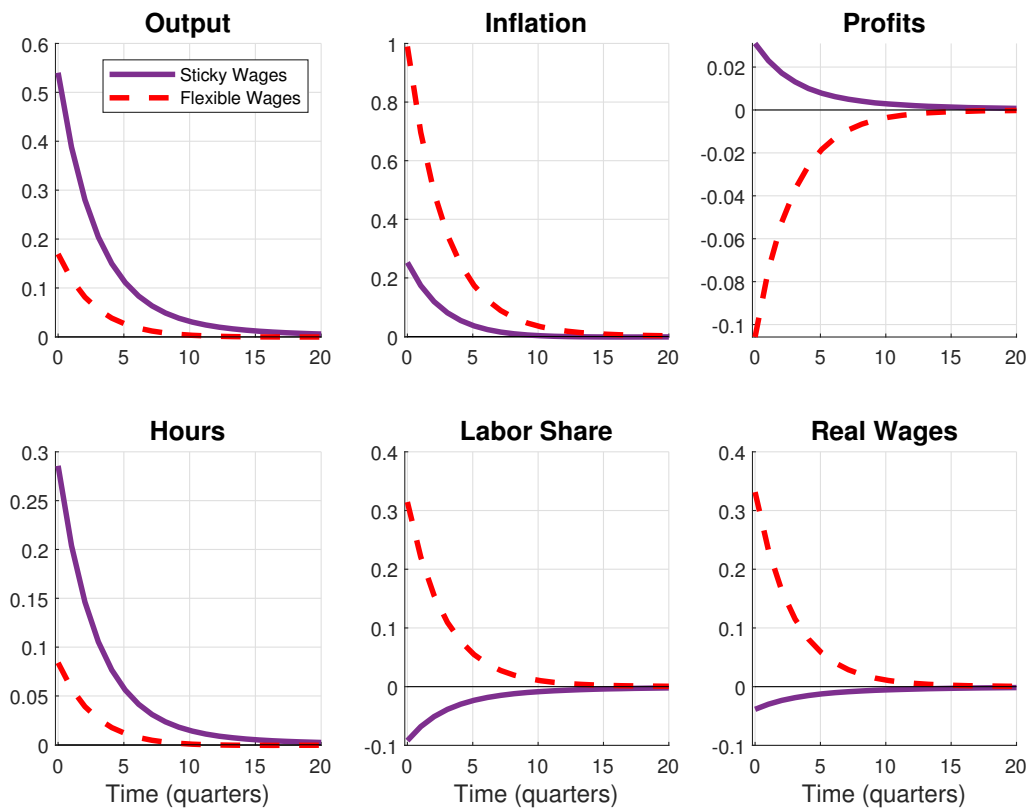 Output
0.6
0.5
0.4
0.3
0.2
0.1
0
0 5 10 15 20
Sticky Wages
Flexible Wages
Inflation
1
0.8
0.6
0.4
0.2
0
0 5 10 15 20
Profits
0.02
0
-0.02
-0.04
-0.06
-0.08
-0.1
0 5 10 15 20
Hours
0.3
0.25
0.2
0.15
0.1
0.05
0
0 5 10 15 20
Time (quarters)
Labor Share
0.4
0.3
0.2
0.1
0
-0.1
0 5 10 15 20
Time (quarters)
Real Wages
0.4
0.3
0.2
0.1
0
-0.1
0 5 10 15 20
Time (quarters)